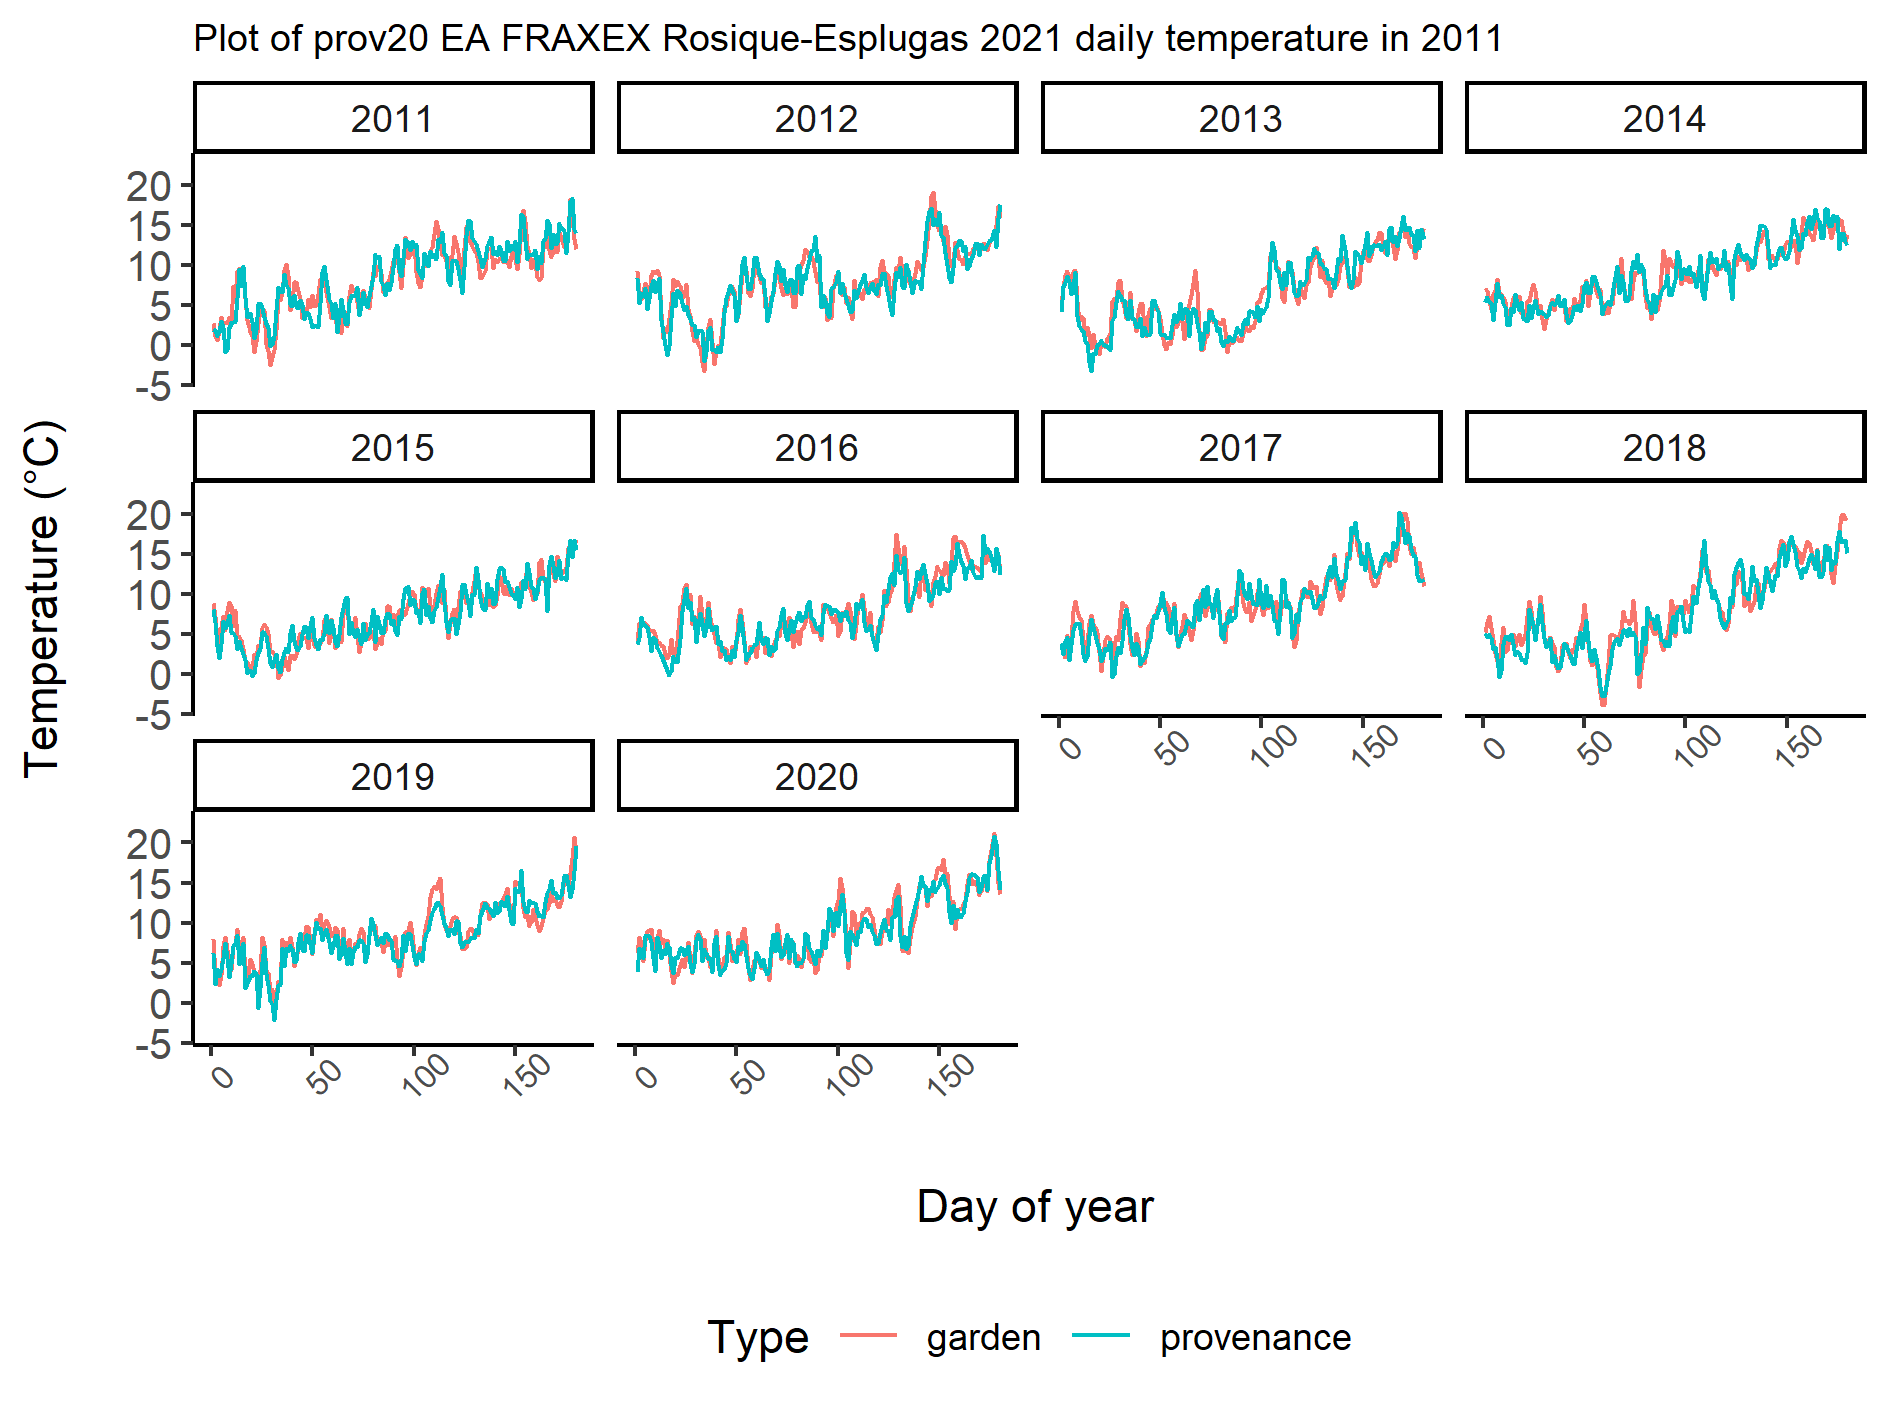 Plot of prov20 EA FRAXEX Rosique-Esplugas 2021 daily temperature in 2011
2011 2012 2013 2014
20
15
10
5
0
-5
2015 2016 2017 2018
20
15
10
5
0
-5
0 50 100 150 0 50 100 150
2019 2020
20
15
10
5
0
-5
0 50 100 150 0 50 100 150
Temperature (°C)
Day of year
Type garden provenance